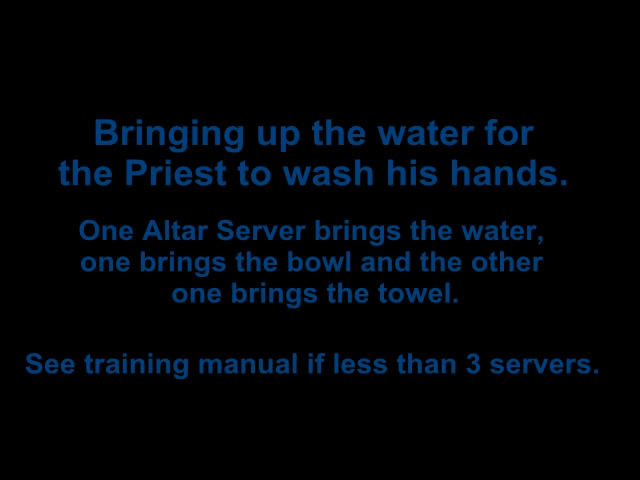 Bringing up the water for
the Priest to wash his hands.
One Altar Server brings the water,
one brings the bowl and the other
one brings the towel.
See training manual if less than 3 servers.